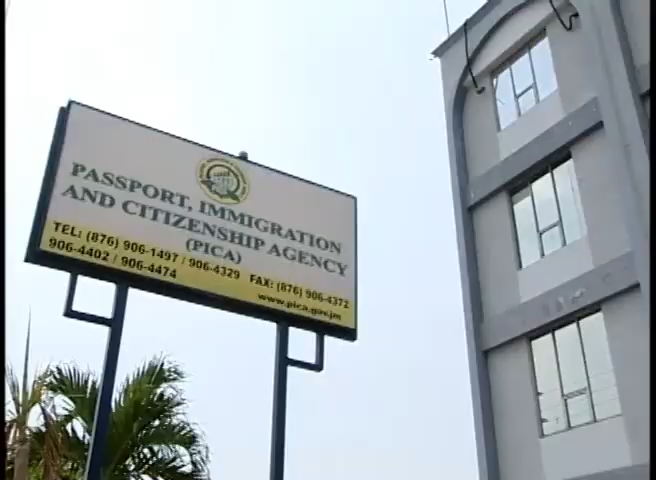 PASSPORT, IMMIGRATION
AND CITIZENSHIP AGENCY
(PICA)
TEL: (876) 906-1497 / 906-4329 FAX: (876) 906-4372
906-4402 / 906-4474 www.pica.gov.jm